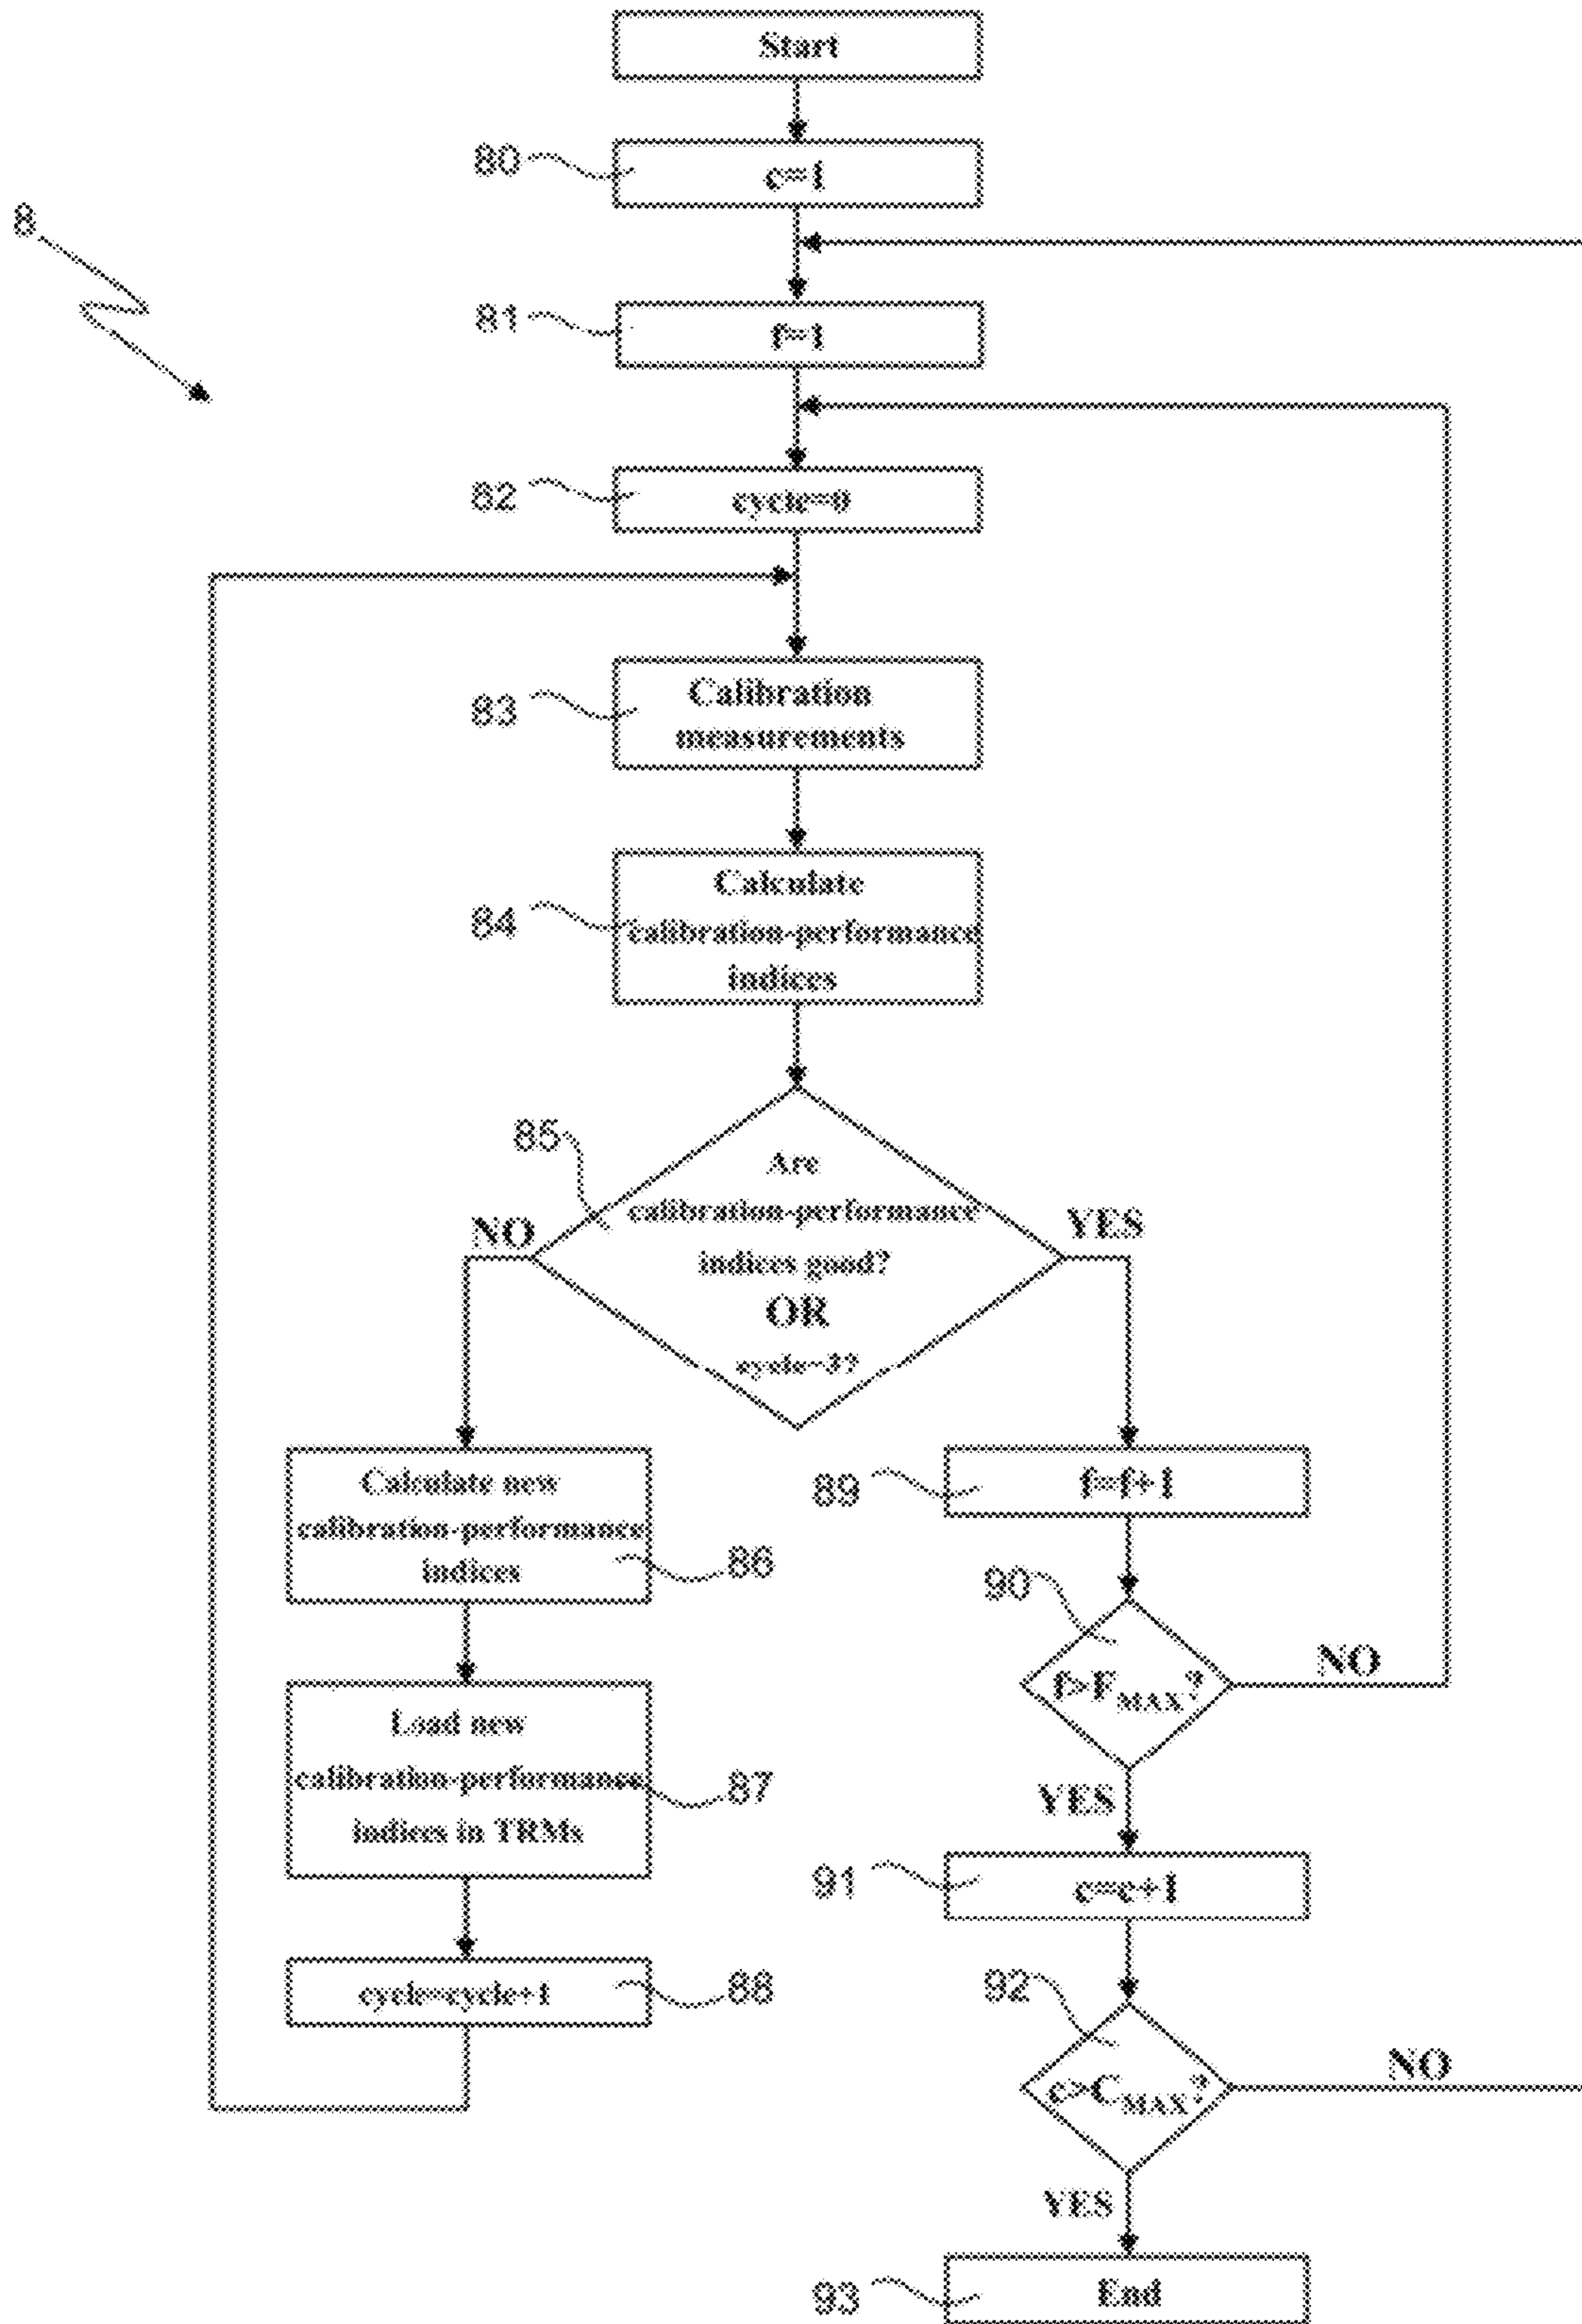 Start
80
c=1
8
81
f=1
82
cycle=0
83
Calibration
measurements
84
Calculate
calibration-performance
indices
85
Are
calibration-performance
indices good?
OR
cycle=3?
NO
YES
Calculate new
calibration-performance
indices
86
89
f=f+1
90
f>FMAX?
NO
Load new
calibration-performance
indices in TRMs
87
YES
91
c=c+1
cycle=cycle+1
88
92
c>CMAX?
NO
YES
93
End